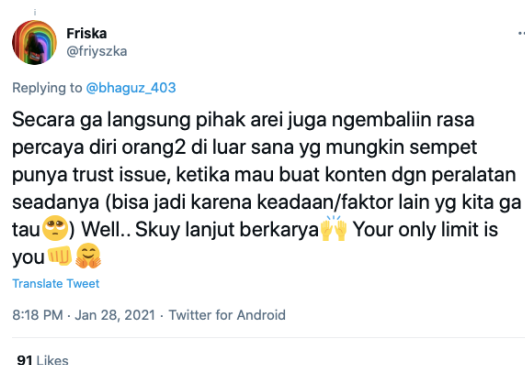 Friska
@friyszka
Replying to @bhaguz_403
Secara ga langsung pihak arei juga ngembaliin rasa
percaya diri orang2 di luar sana yg mungkin sempet
punya trust issue, ketika mau buat konten dgn peralatan
seadanya (bisa jadi karena keadaan/faktor lain yg kita ga
tau🥺) Well.. Skuy lanjut berkarya🙌 Your only limit is
you👊🤗
Translate Tweet
8:18 PM · Jan 28, 2021 · Twitter for Android
91 Likes